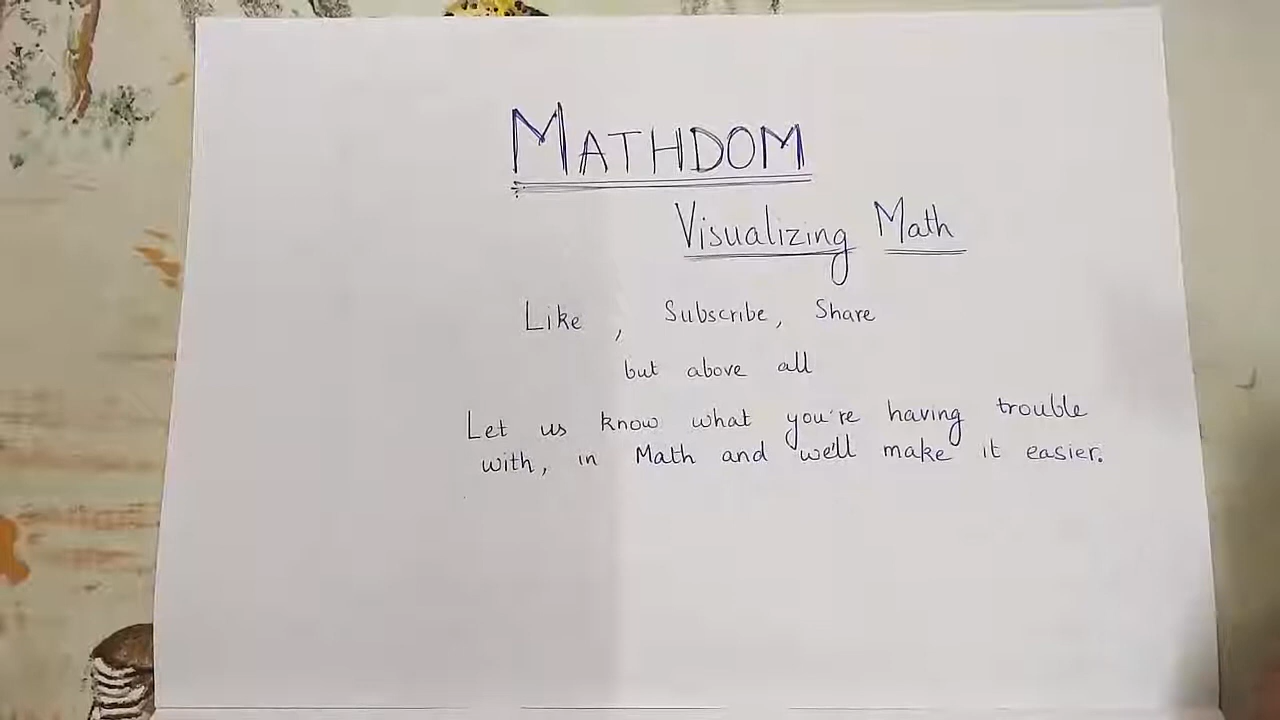 MATHDOM
Visualizing Math
Like , Subscribe, Share
but above all
Let us know what you're having trouble
with, in Math and we'll make it easier.